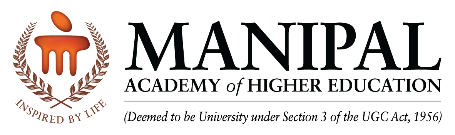 INSPIRED BY LIFE
MANIPAL
ACADEMY of HIGHER EDUCATION
(Deemed to be University under Section 3 of the UGC Act, 1956)